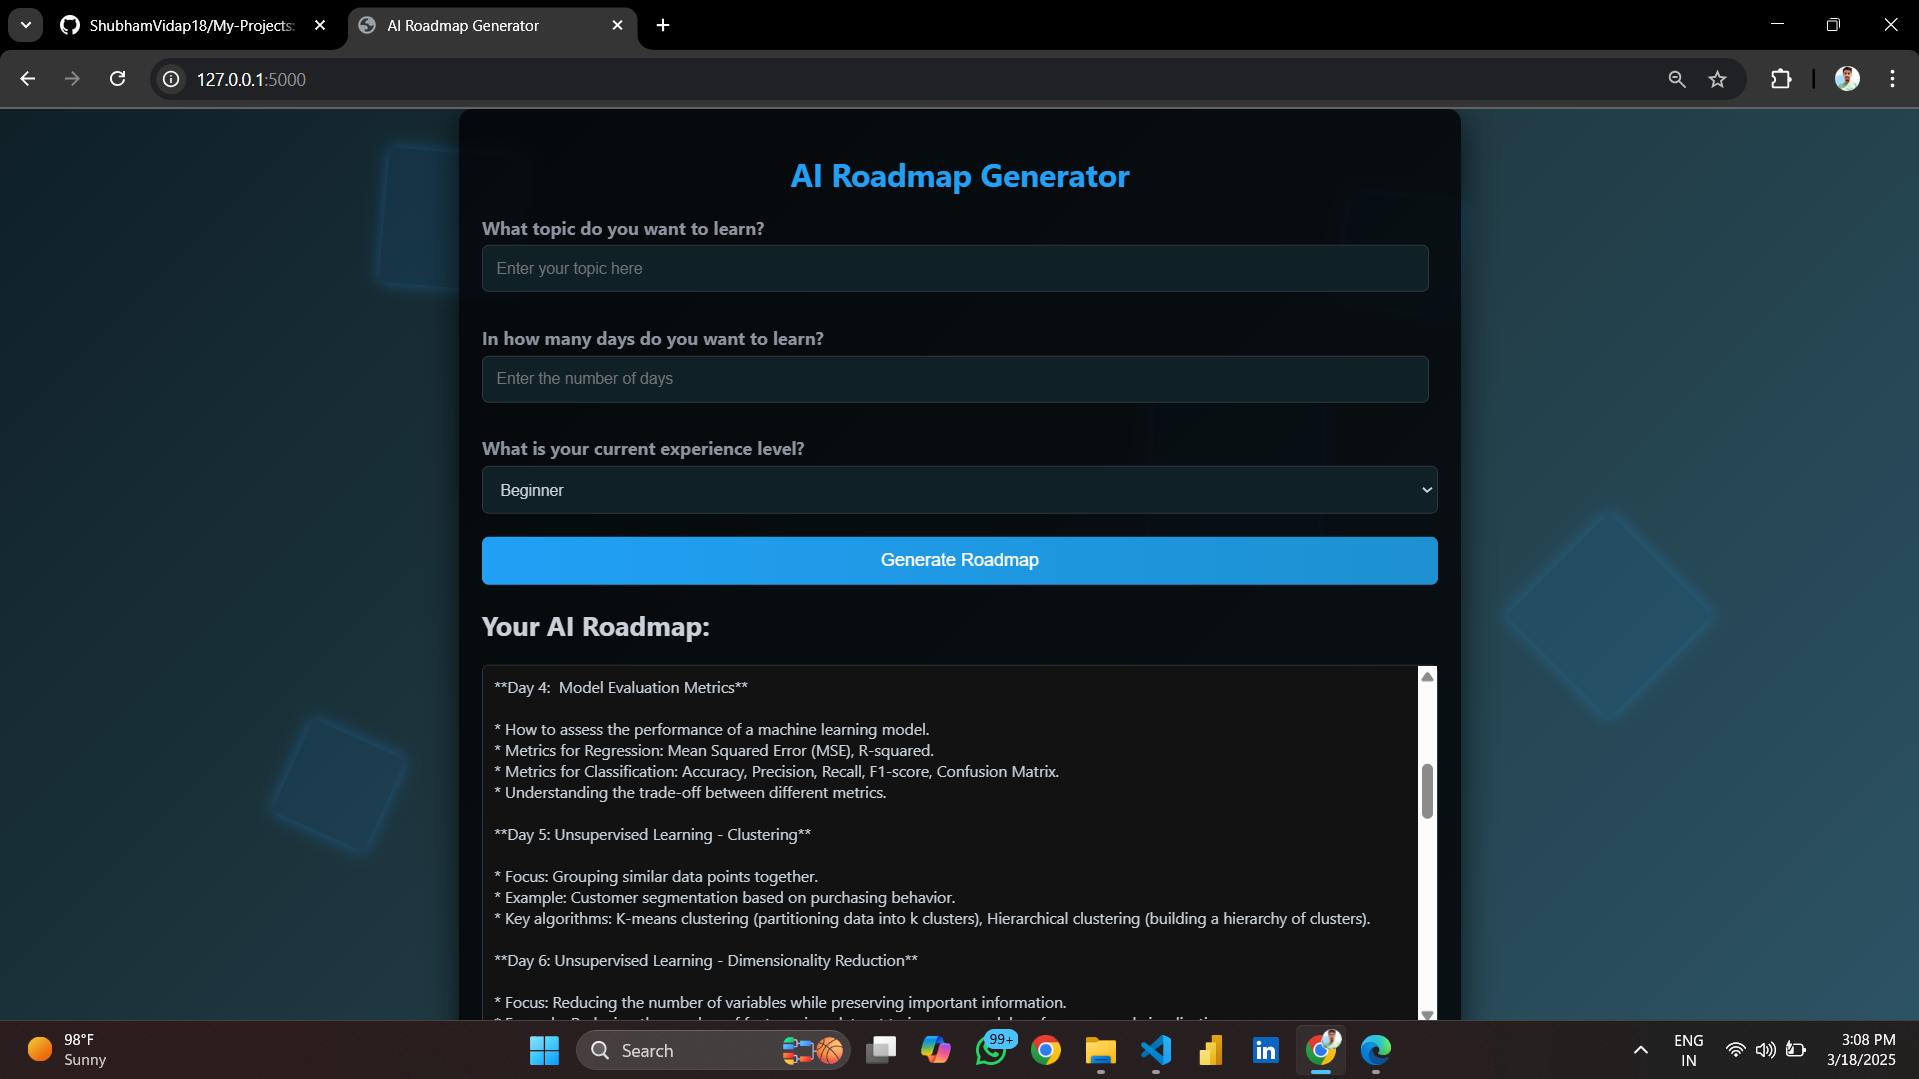 ShubhamVidap18/My-Projects:
AI Roadmap Generator
127.0.0.1:5000
AI Roadmap Generator
What topic do you want to learn?
Enter your topic here
In how many days do you want to learn?
Enter the number of days
What is your current experience level?
Beginner
Generate Roadmap
Your AI Roadmap:
**Day 4:  Model Evaluation Metrics**
* How to assess the performance of a machine learning model.
* Metrics for Regression: Mean Squared Error (MSE), R-squared.
* Metrics for Classification: Accuracy, Precision, Recall, F1-score, Confusion Matrix.
* Understanding the trade-off between different metrics.
**Day 5: Unsupervised Learning - Clustering**
* Focus: Grouping similar data points together.
* Example: Customer segmentation based on purchasing behavior.
* Key algorithms: K-means clustering (partitioning data into k clusters), Hierarchical clustering (building a hierarchy of clusters).
**Day 6: Unsupervised Learning - Dimensionality Reduction**
* Focus: Reducing the number of variables while preserving important information.
98°F
Sunny
Search
99+
in
ENG
IN
3:08 PM
3/18/2025